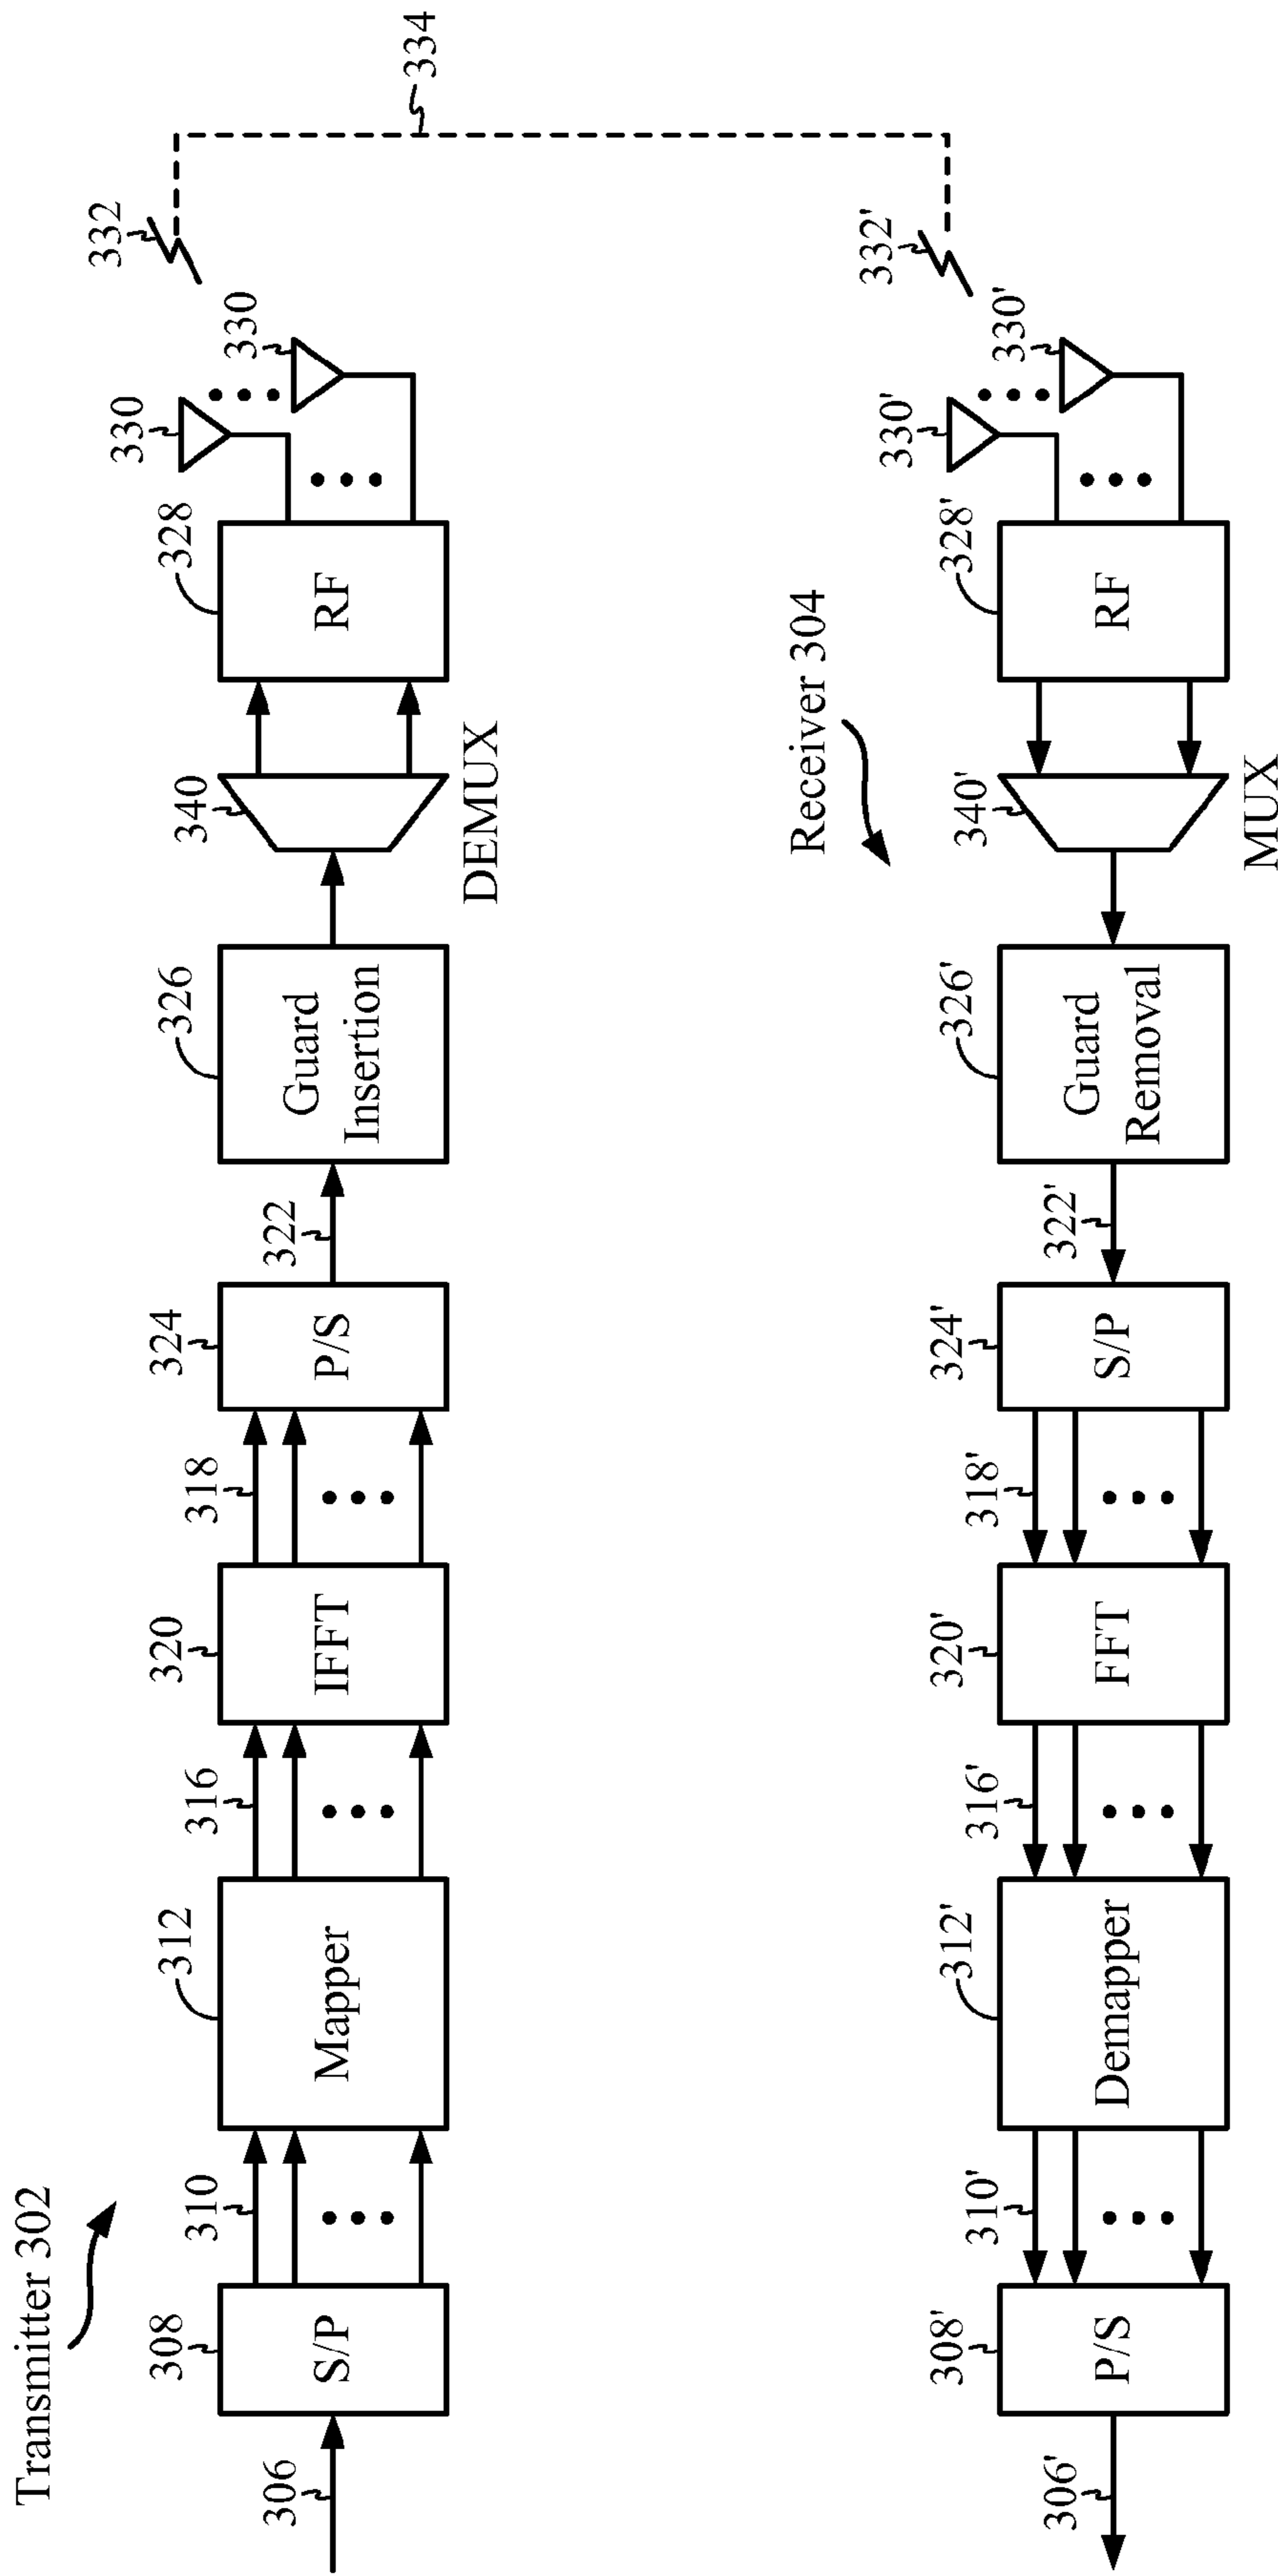 Transmitter 302
306
308
S/P
310
312
Mapper
316
320
IFFT
318
324
P/S
322
326
Guard
Insertion
340
DEMUX
328
RF
330
330
332
334
Receiver 304
306'
308'
P/S
310'
312'
Demapper
316'
320'
FFT
318'
324'
S/P
322'
326'
Guard
Removal
340'
MUX
328'
RF
330'
330'
332'